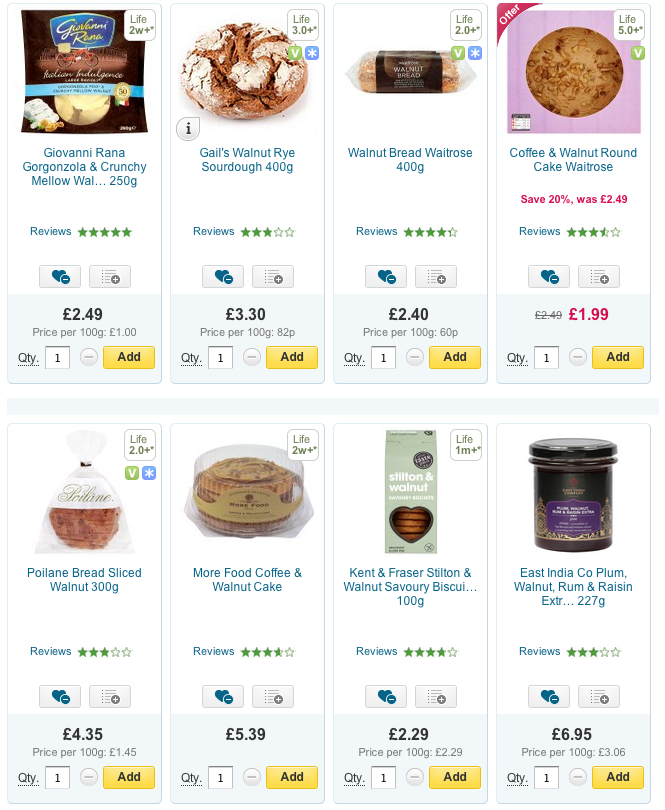 Life
2w+*
Giovanni
Rana
Italian Indulgence
LARGE RAVIOLI
250g
Giovanni Rana
Gorgonzola & Crunchy
Mellow Wal... 250g
Reviews
£2.49
Price per 100g: £1.00
Qty. 1 Add
Life
3.0+*
V
i
Gail's Walnut Rye
Sourdough 400g
Reviews
£3.30
Price per 100g: 82p
Qty. 1 Add
Life
2.0+*
V
WALNUT
BREAD
Walnut Bread Waitrose
400g
Reviews
£2.40
Price per 100g: 60p
Qty. 1 Add
Offer
Life
5.0+*
V
Coffee & Walnut Round
Cake Waitrose
Save 20%, was £2.49
Reviews
£2.49 £1.99
Qty. 1 Add
Life
2.0+*
V
Poilâne.
Poilane Bread Sliced
Walnut 300g
Reviews
£4.35
Price per 100g: £1.45
Qty. 1 Add
Life
2w+*
MORE FOOD
More Food Coffee &
Walnut Cake
Reviews
£5.39
Qty. 1 Add
Life
1m+*
stilton &
walnut
SAVOURY BISCUITS
Kent & Fraser Stilton &
Walnut Savoury Biscui...
100g
Reviews
£2.29
Price per 100g: £2.29
Qty. 1 Add
PLUM, WALNUT,
RUM & RAISIN EXTRA
East India Co Plum,
Walnut, Rum & Raisin
Extr... 227g
Reviews
£6.95
Price per 100g: £3.06
Qty. 1 Add